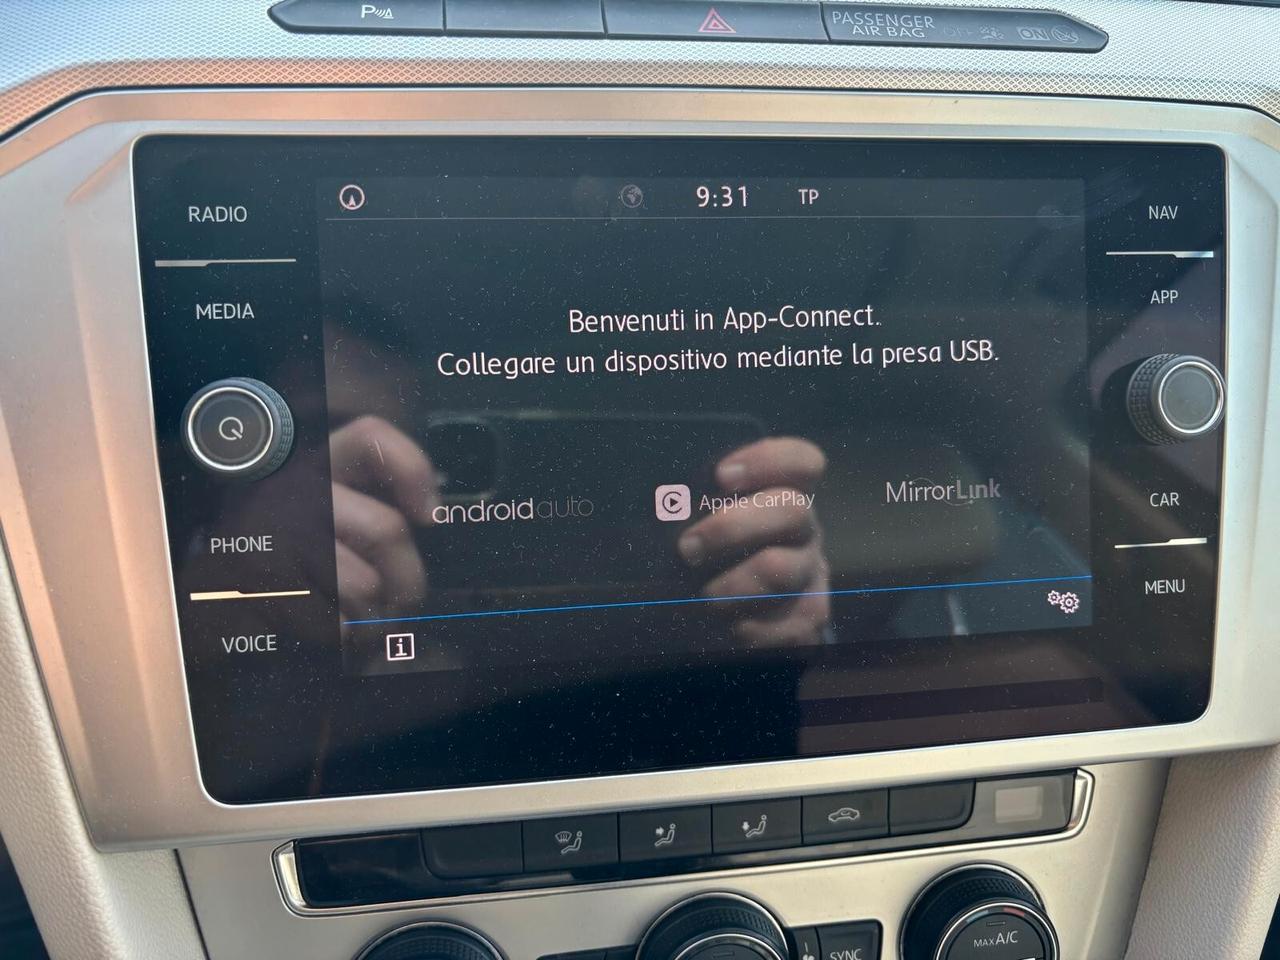 P
PASSENGER
AIR BAG OFF ON
RADIO
9:31 TP
NAV
MEDIA
APP
Benvenuti in App-Connect.
Collegare un dispositivo mediante la presa USB.
androidauto
Apple CarPlay
MirrorLink
CAR
PHONE
MENU
VOICE
i
SYNC
MAX A/C